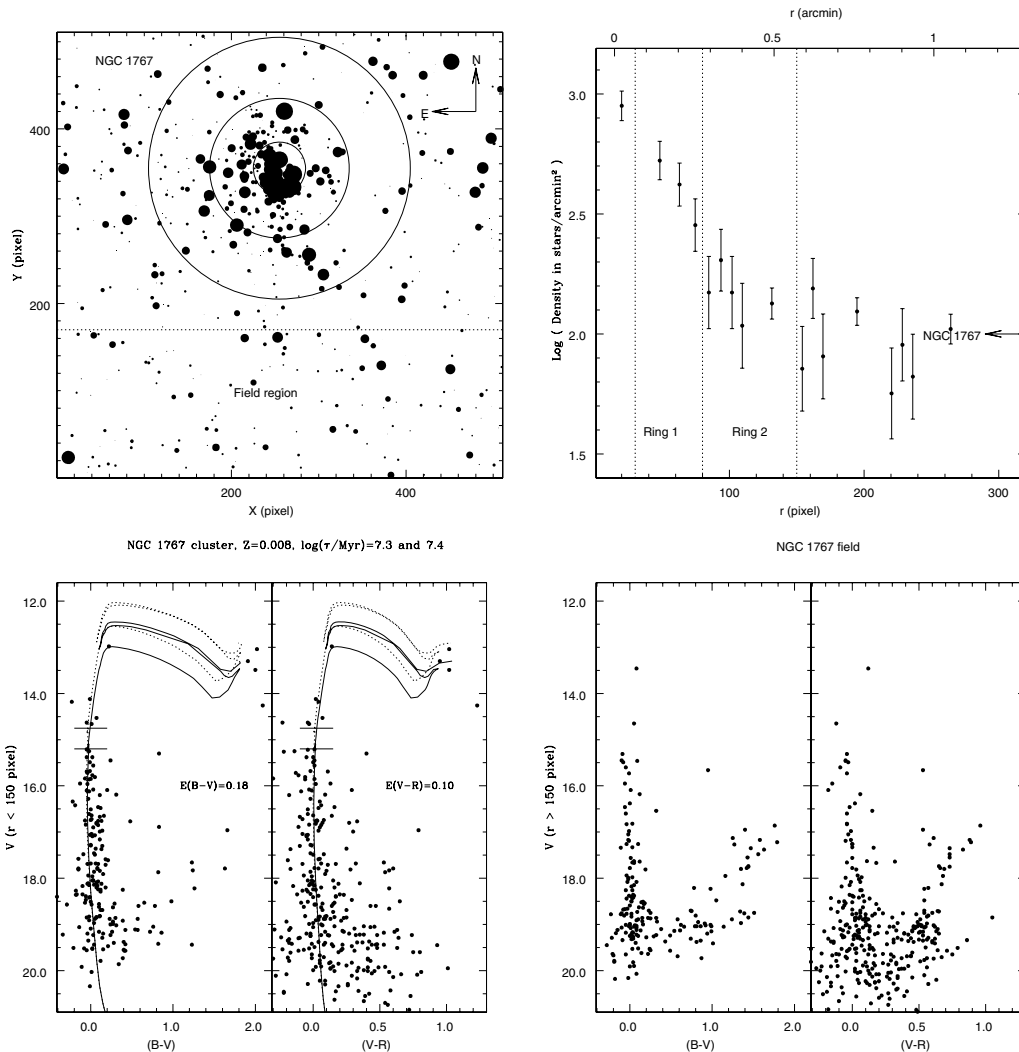 r (arcmin)
0 0.5 1
NGC 1767
N
E
Y (pixel)
400
200
Field region
200 400
X (pixel)
Log ( Density in stars/arcmin²
3.0
2.5
2.0
1.5
NGC 1767
Ring 1
Ring 2
100 200 300
r (pixel)
NGC 1767 cluster, Z=0.008, log(τ/Myr)=7.3 and 7.4
NGC 1767 field
V (r < 150 pixel)
12.0
14.0
16.0
18.0
20.0
E(B-V)=0.18
E(V-R)=0.10
0.0 1.0 2.0
(B-V)
0.0 0.5 1.0
(V-R)
V (r > 150 pixel)
12.0
14.0
16.0
18.0
20.0
0.0 1.0 2.0
(B-V)
0.0 0.5 1.0
(V-R)